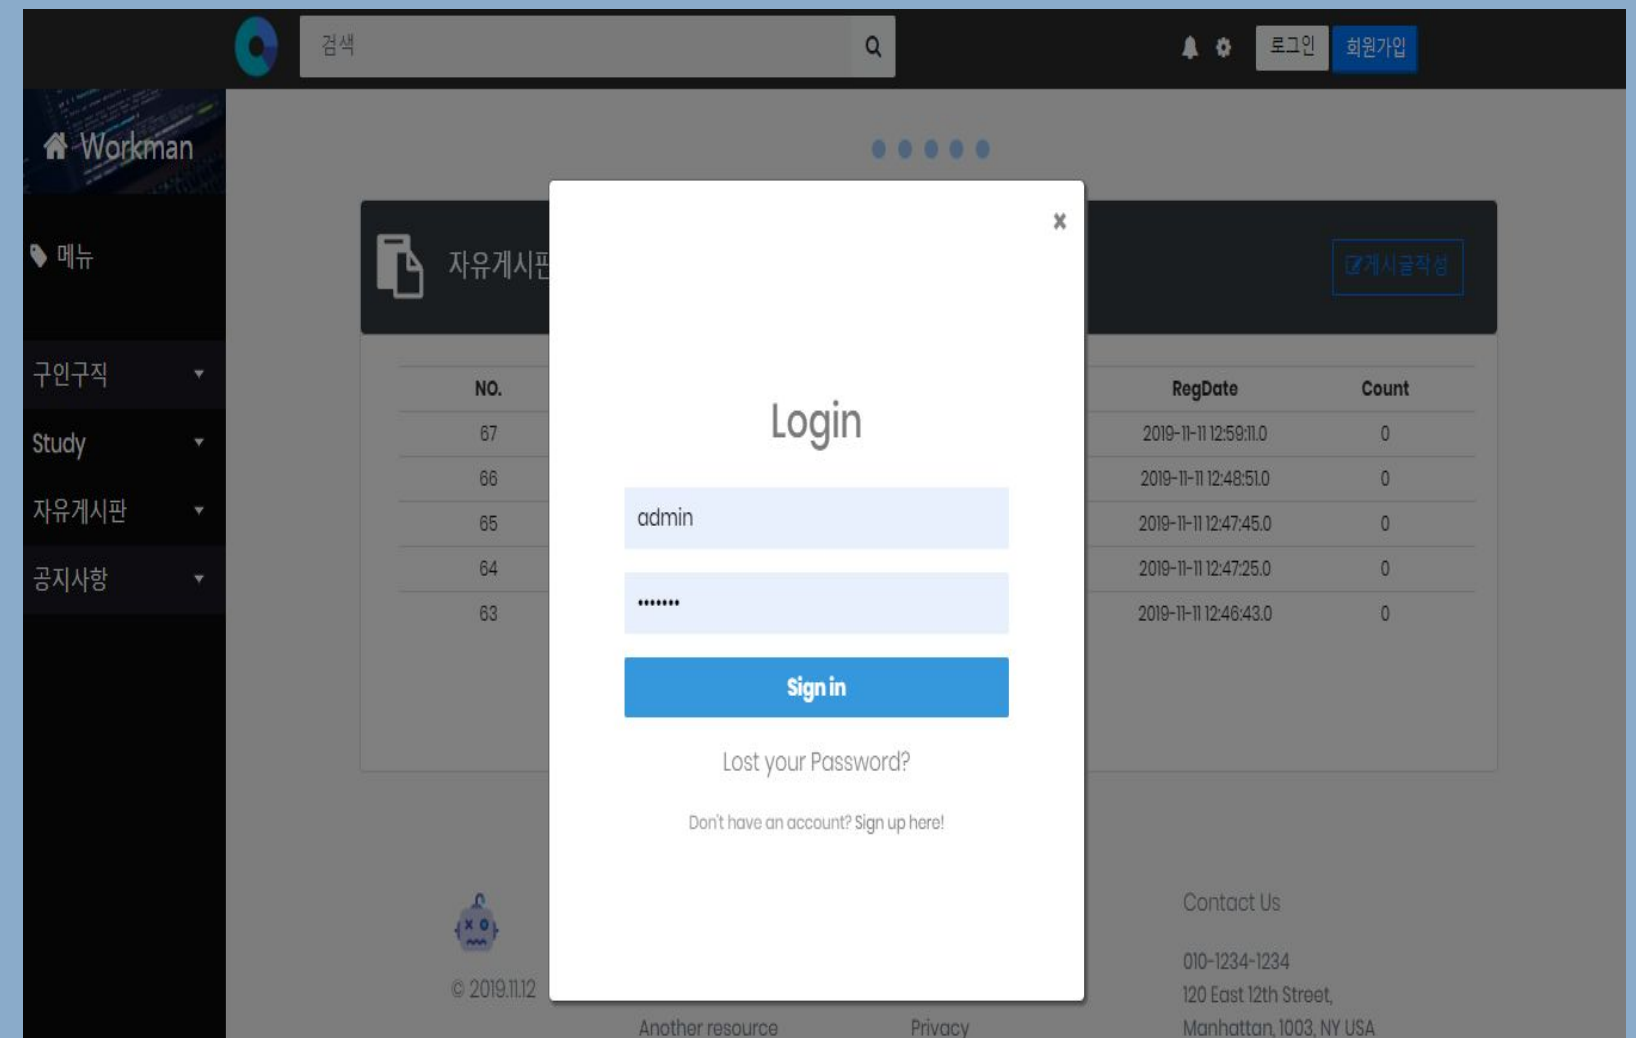 검색
로그인 회원가입
Workman
메뉴
구인구직
Study
자유게시판
공지사항
자유게시판
게시글작성
NO. RegDate Count
67 2019-11-11 12:59:11.0 0
66 2019-11-11 12:48:51.0 0
65 2019-11-11 12:47:45.0 0
64 2019-11-11 12:47:25.0 0
63 2019-11-11 12:46:43.0 0
×
Login
admin
•••••••
Sign in
Lost your Password?
Don't have an account? Sign up here!
© 2019.11.12
Another resource
Privacy
Contact Us
010-1234-1234
120 East 12th Street,
Manhattan, 1003, NY USA